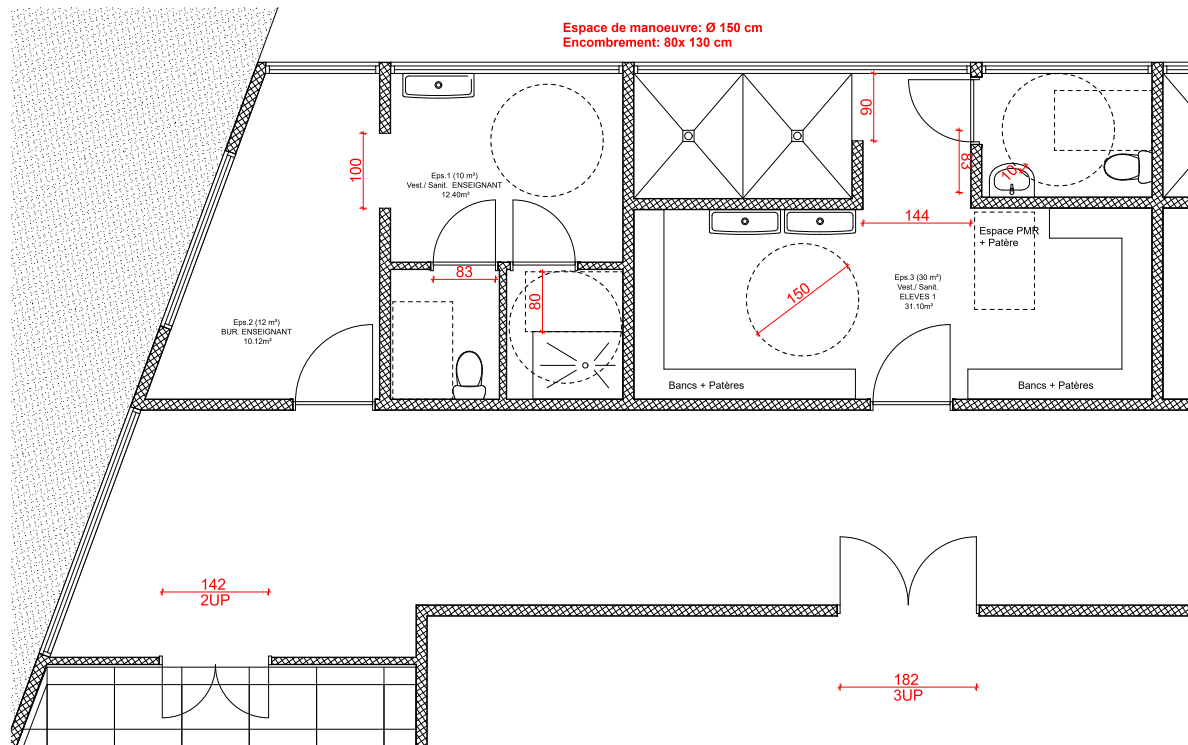 Espace de manoeuvre: Ø 150 cm
Encombrement: 80x 130 cm
100
Eps.1 (10 m²)
Vest./ Sanit.  ENSEIGNANT
12.40m²
90
83
102
144
Espace PMR
+ Patère
83
80
150
Eps.3 (30 m²)
Vest./ Sanit.
ELEVES 1
31.10m²
Eps.2 (12 m²)
BUR. ENSEIGNANT
10.12m²
Bancs + Patères
Bancs + Patères
142
2UP
182
3UP